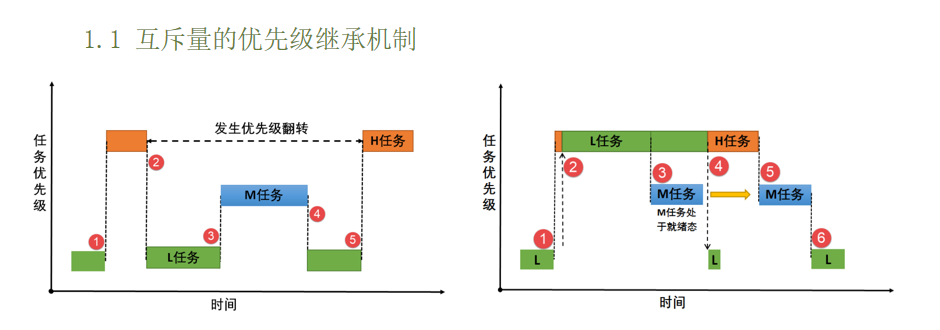 1.1 互斥量的优先级继承机制
任务优先级
发生优先级翻转
H任务
2
M任务
4
1
3
5
L任务
时间
任务优先级
L任务
H任务
2
3
4
5
M任务
M任务
M任务处
于就绪态
1
6
L
L
L
时间